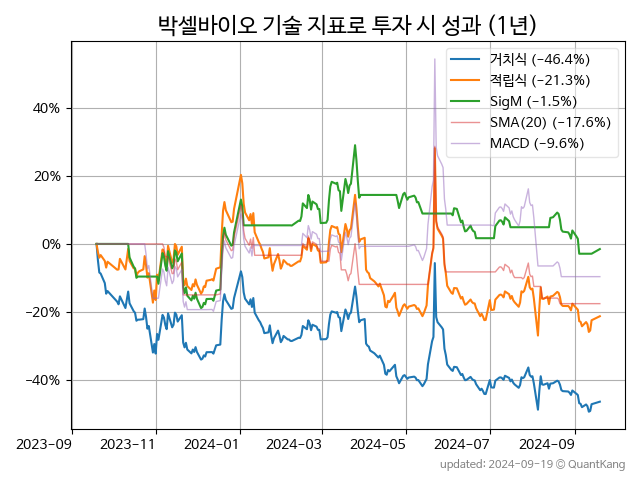 박셀바이오 기술 지표로 투자 시 성과 (1년)
거치식 (−46.4%)
적립식 (−21.3%)
SigM (−1.5%)
SMA(20) (−17.6%)
MACD (−9.6%)
40%
20%
0%
−20%
−40%
2023-09 2023-11 2024-01 2024-03 2024-05 2024-07 2024-09
updated: 2024-09-19 @ QuantKang